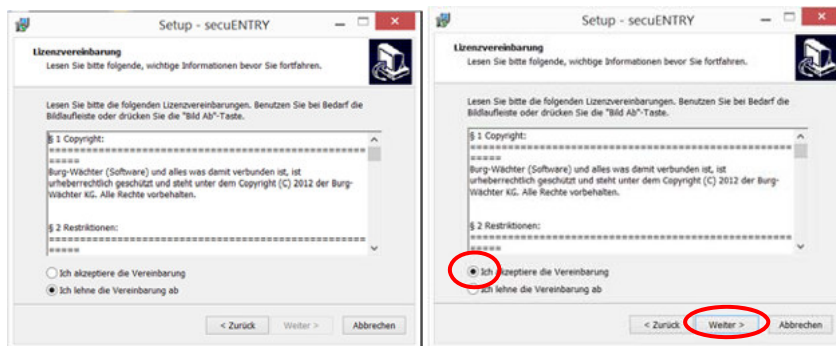 Setup - secuENTRY
Lizenzvereinbarung
Lesen Sie bitte folgende, wichtige Informationen bevor Sie fortfahren.
Lesen Sie bitte die folgenden Lizenzvereinbarungen. Benutzen Sie bei Bedarf die
Bildlaufleiste oder drücken Sie die "Bild Ab"-Taste.
§ 1 Copyright:
=============================================
=====
Burg-Wächter (Software) und alles was damit verbunden ist, ist
urheberrechtlich geschützt und steht unter dem Copyright (C) 2012 der Burg-
Wächter KG. Alle Rechte vorbehalten.
§ 2 Restriktionen:
=============================================
=====
Ich akzeptiere die Vereinbarung
Ich lehne die Vereinbarung ab
< Zurück Weiter > Abbrechen
Setup - secuENTRY
Lizenzvereinbarung
Lesen Sie bitte folgende, wichtige Informationen bevor Sie fortfahren.
Lesen Sie bitte die folgenden Lizenzvereinbarungen. Benutzen Sie bei Bedarf die
Bildlaufleiste oder drücken Sie die "Bild Ab"-Taste.
§ 1 Copyright:
=============================================
=====
Burg-Wächter (Software) und alles was damit verbunden ist, ist
urheberrechtlich geschützt und steht unter dem Copyright (C) 2012 der Burg-
Wächter KG. Alle Rechte vorbehalten.
§ 2 Restriktionen:
=============================================
=====
Ich akzeptiere die Vereinbarung
Ich lehne die Vereinbarung ab
< Zurück Weiter > Abbrechen